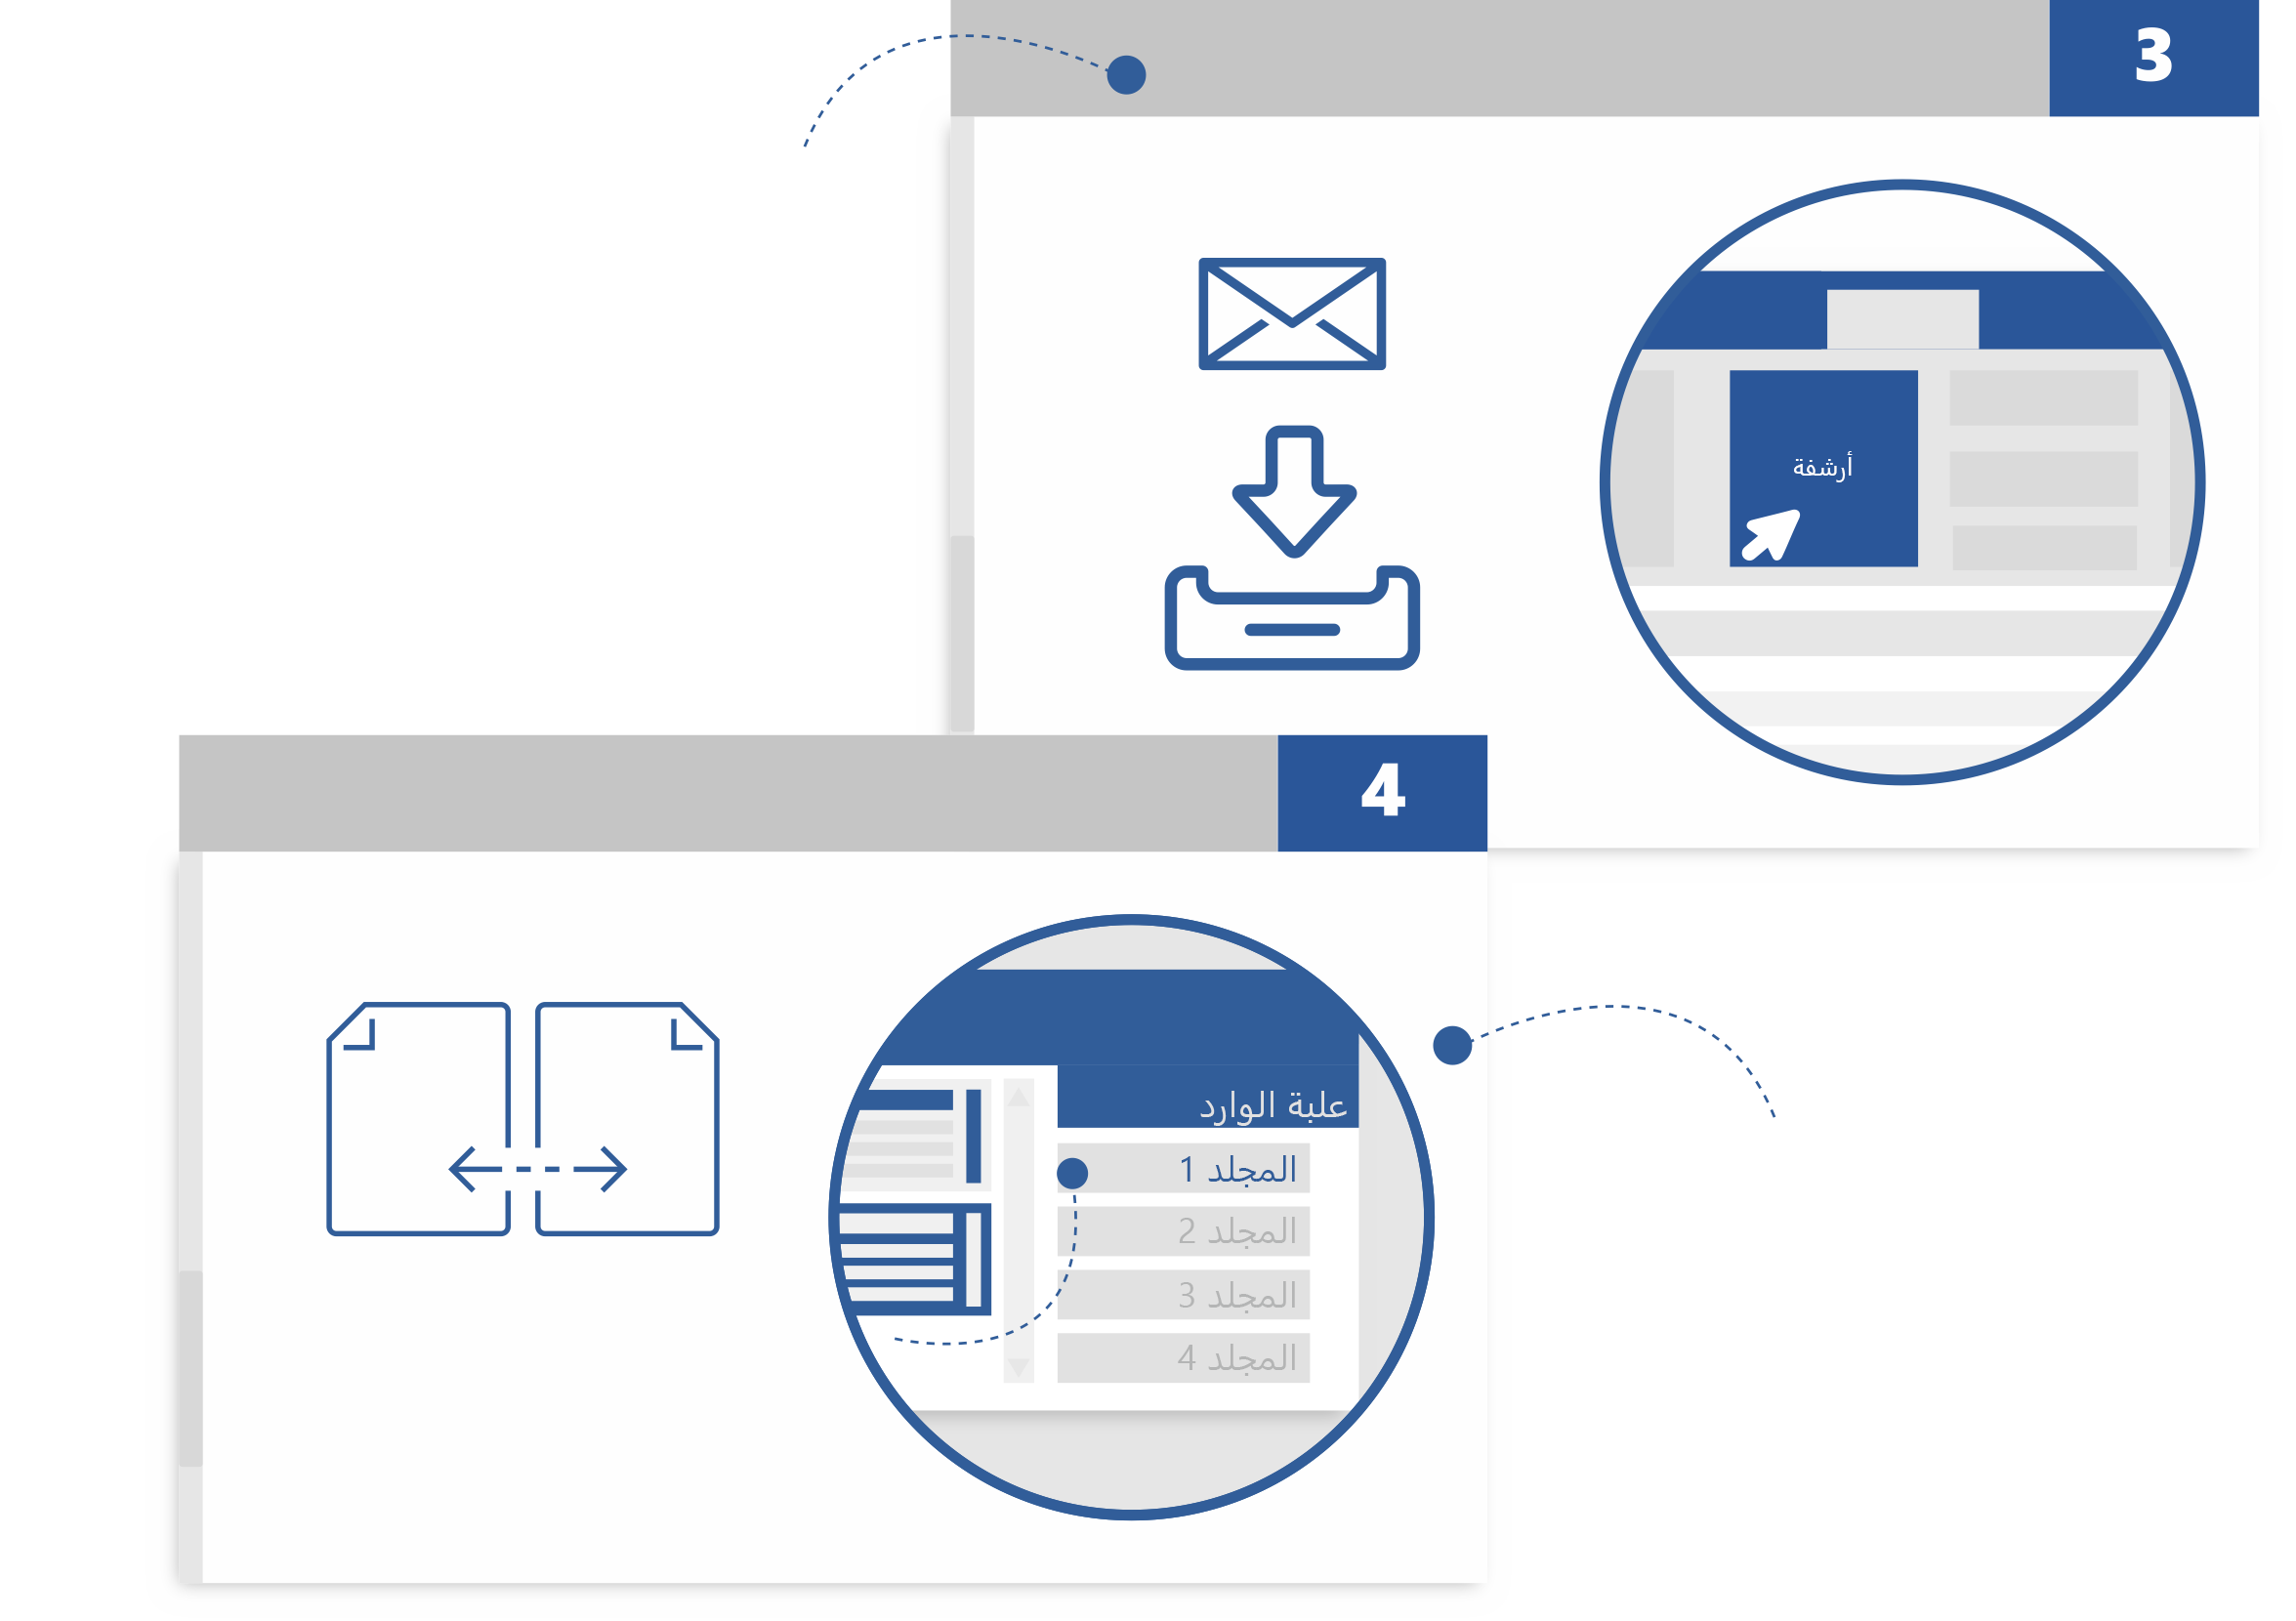 3
أرشفة
4
علبة الوارد
المجلد 1
المجلد 2
المجلد 3
المجلد 4